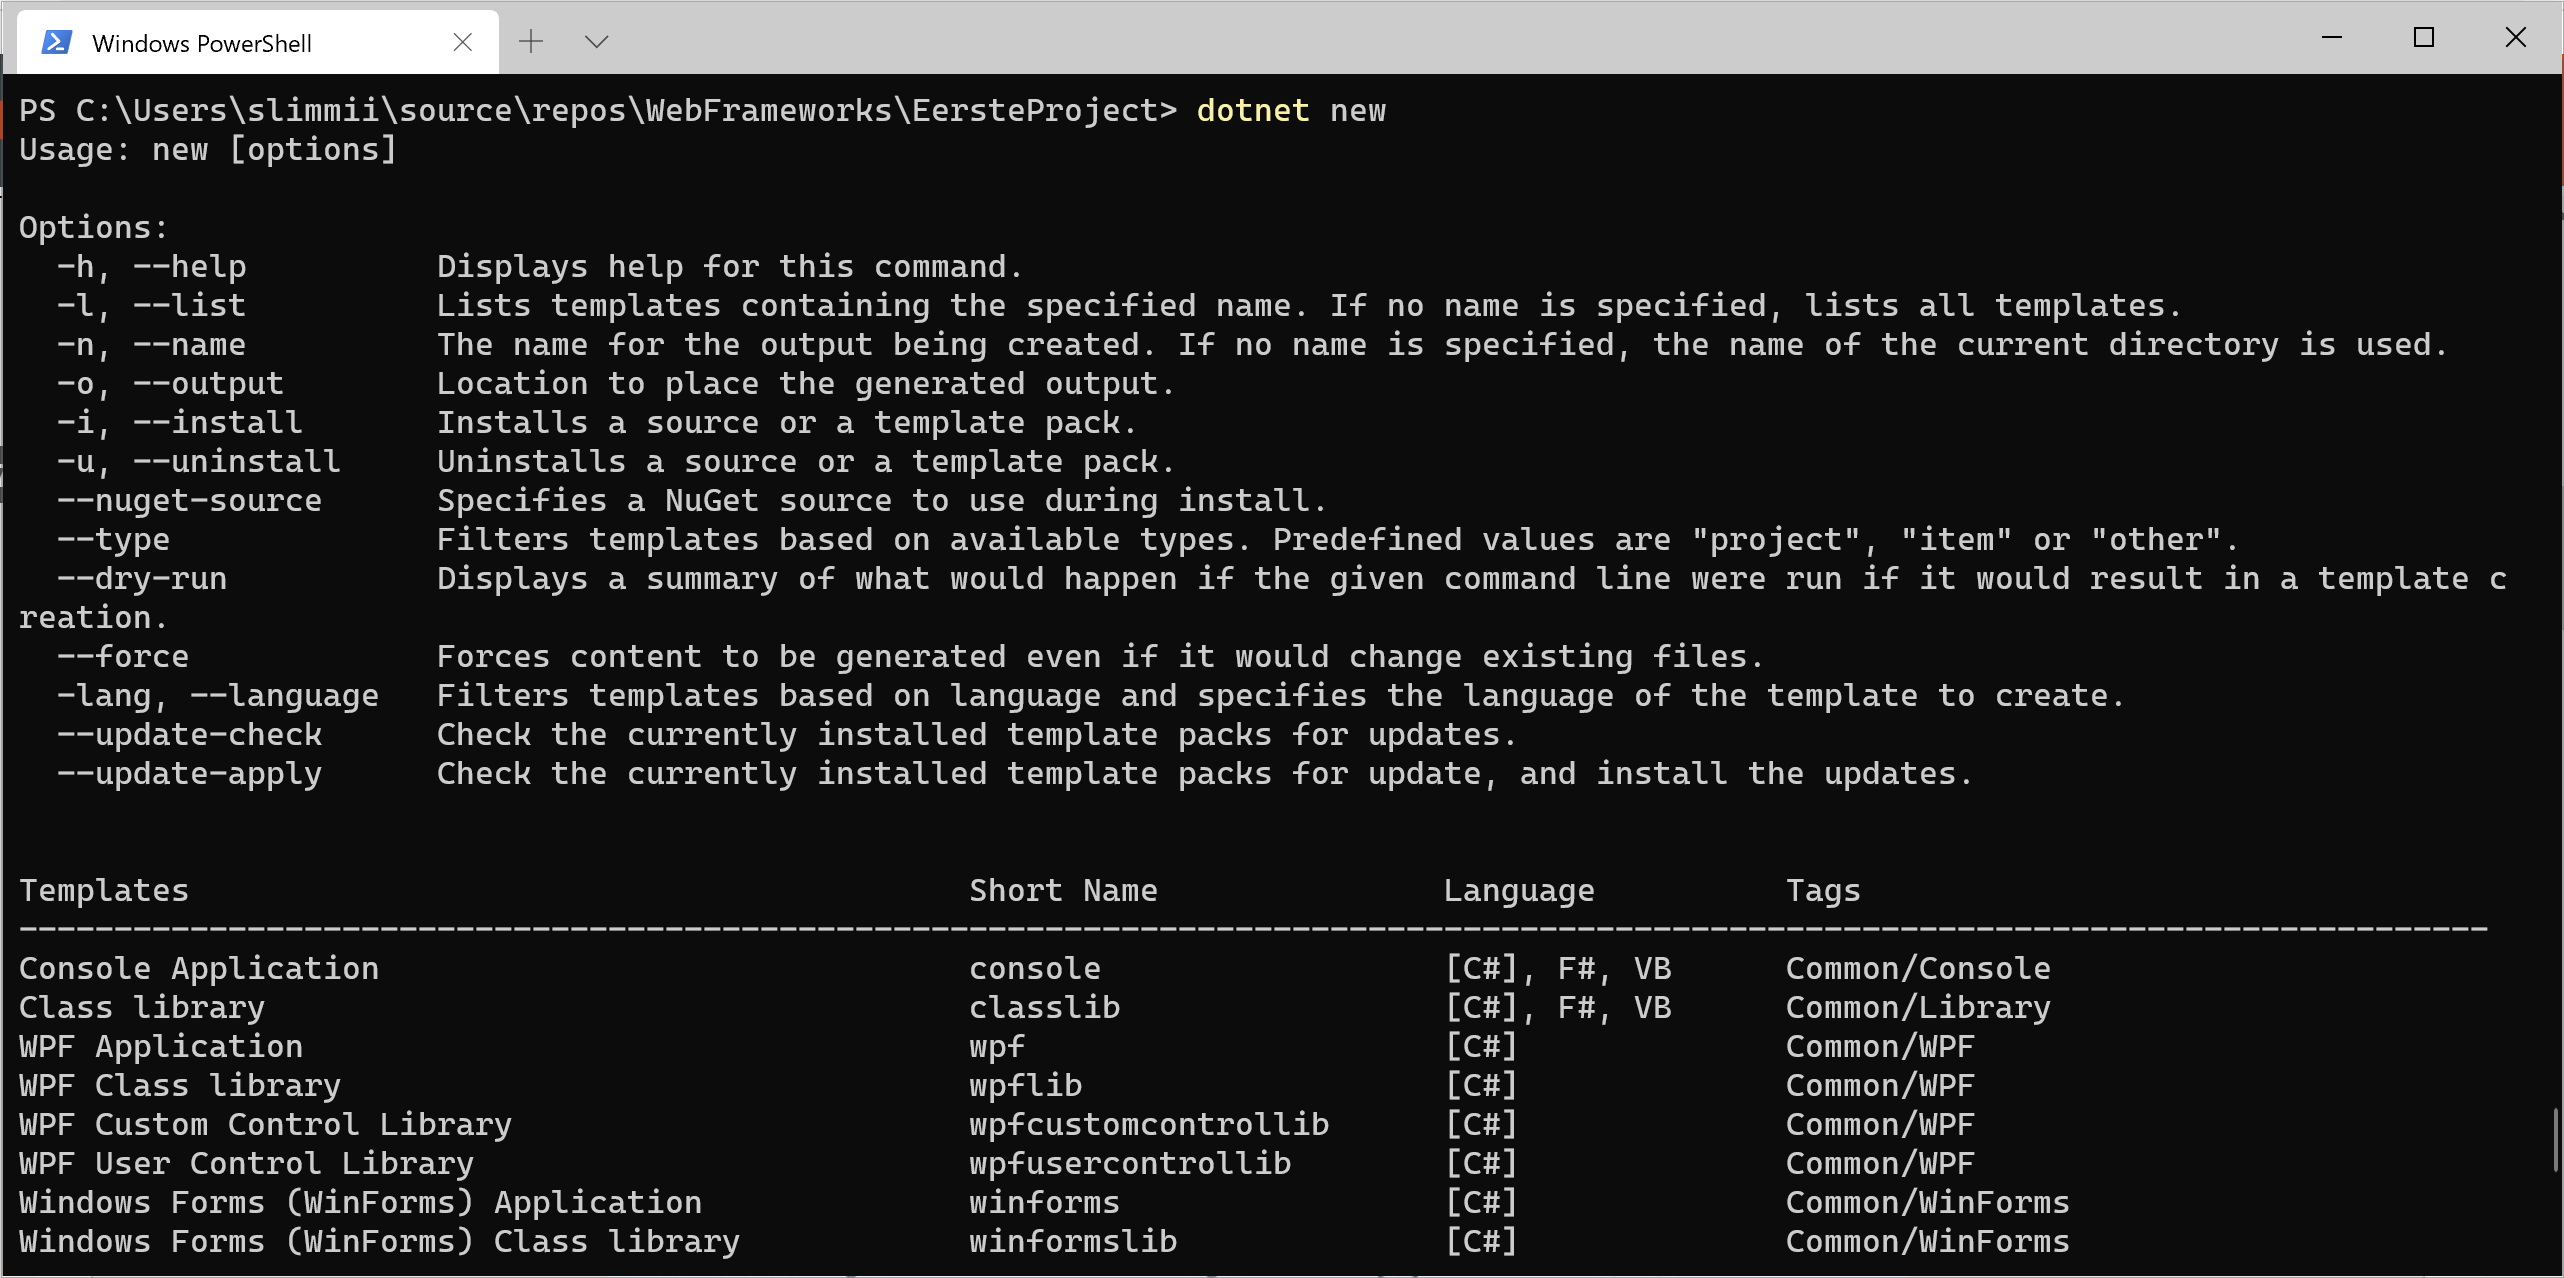 Windows PowerShell
PS C:\Users\slimmii\source\repos\WebFrameworks\EersteProject> dotnet new
Usage: new [options]
Options:
-h, --help Displays help for this command.
-l, --list Lists templates containing the specified name. If no name is specified, lists all templates.
-n, --name The name for the output being created. If no name is specified, the name of the current directory is used.
-o, --output Location to place the generated output.
-i, --install Installs a source or a template pack.
-u, --uninstall Uninstalls a source or a template pack.
--nuget-source Specifies a NuGet source to use during install.
--type Filters templates based on available types. Predefined values are "project", "item" or "other".
--dry-run Displays a summary of what would happen if the given command line were run if it would result in a template c
reation.
--force Forces content to be generated even if it would change existing files.
-lang, --language Filters templates based on language and specifies the language of the template to create.
--update-check Check the currently installed template packs for updates.
--update-apply Check the currently installed template packs for update, and install the updates.
Templates Short Name Language Tags
----------------------------------------------------------------------------------------------------------------------------------
Console Application console [C#], F#, VB Common/Console
Class library classlib [C#], F#, VB Common/Library
WPF Application wpf [C#] Common/WPF
WPF Class library wpflib [C#] Common/WPF
WPF Custom Control Library wpfcustomcontrollib [C#] Common/WPF
WPF User Control Library wpfusercontrollib [C#] Common/WPF
Windows Forms (WinForms) Application winforms [C#] Common/WinForms
Windows Forms (WinForms) Class library winformslib [C#] Common/WinForms